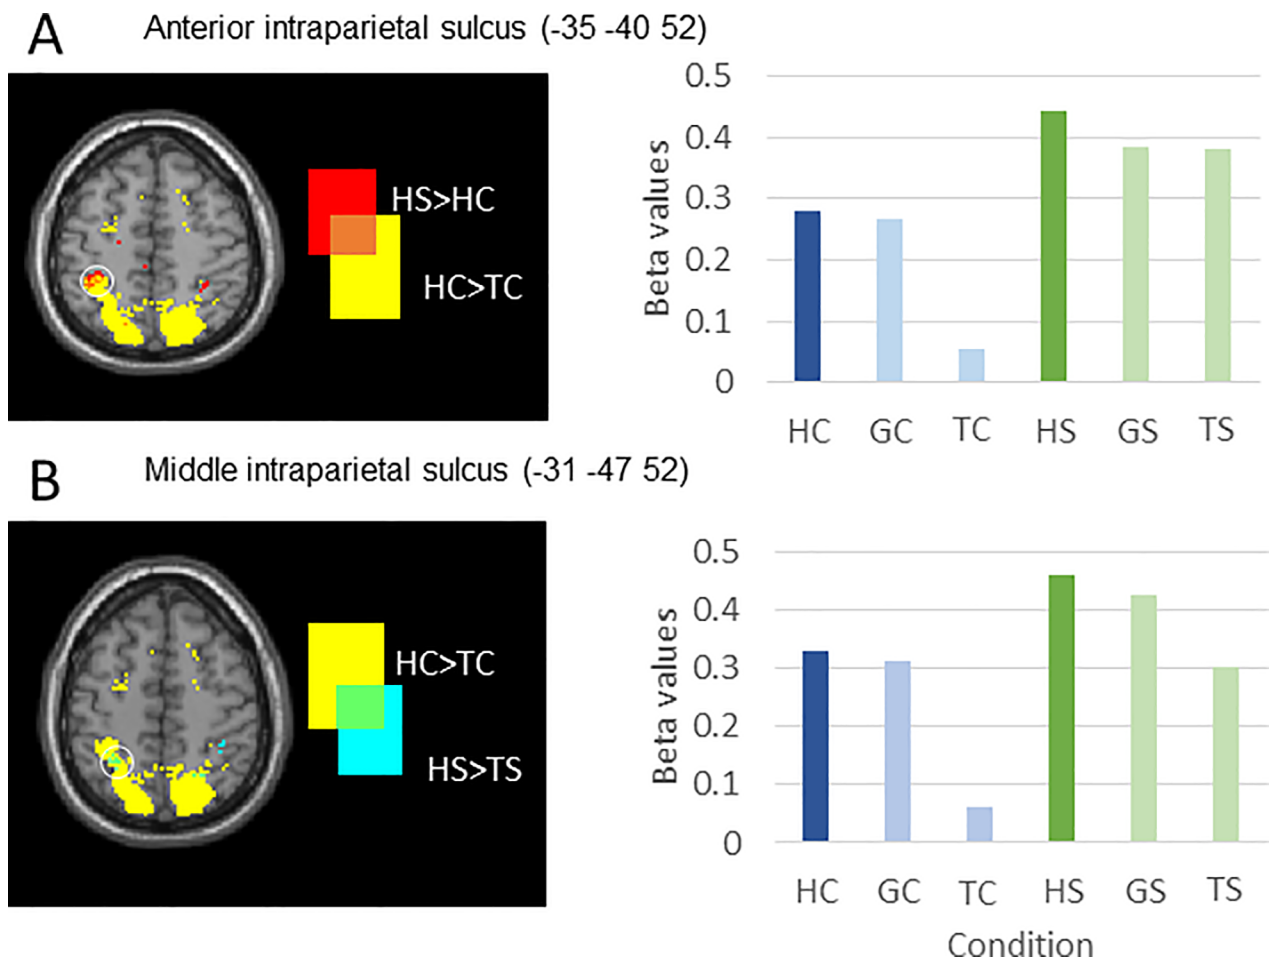 A
Anterior intraparietal sulcus (-35 -40 52)
HS>HC
HC>TC
Beta values
0.5
0.4
0.3
0.2
0.1
0
HC GC TC HS GS TS
B
Middle intraparietal sulcus (-31 -47 52)
HC>TC
HS>TS
Beta values
0.5
0.4
0.3
0.2
0.1
0
HC GC TC HS GS TS
Condition